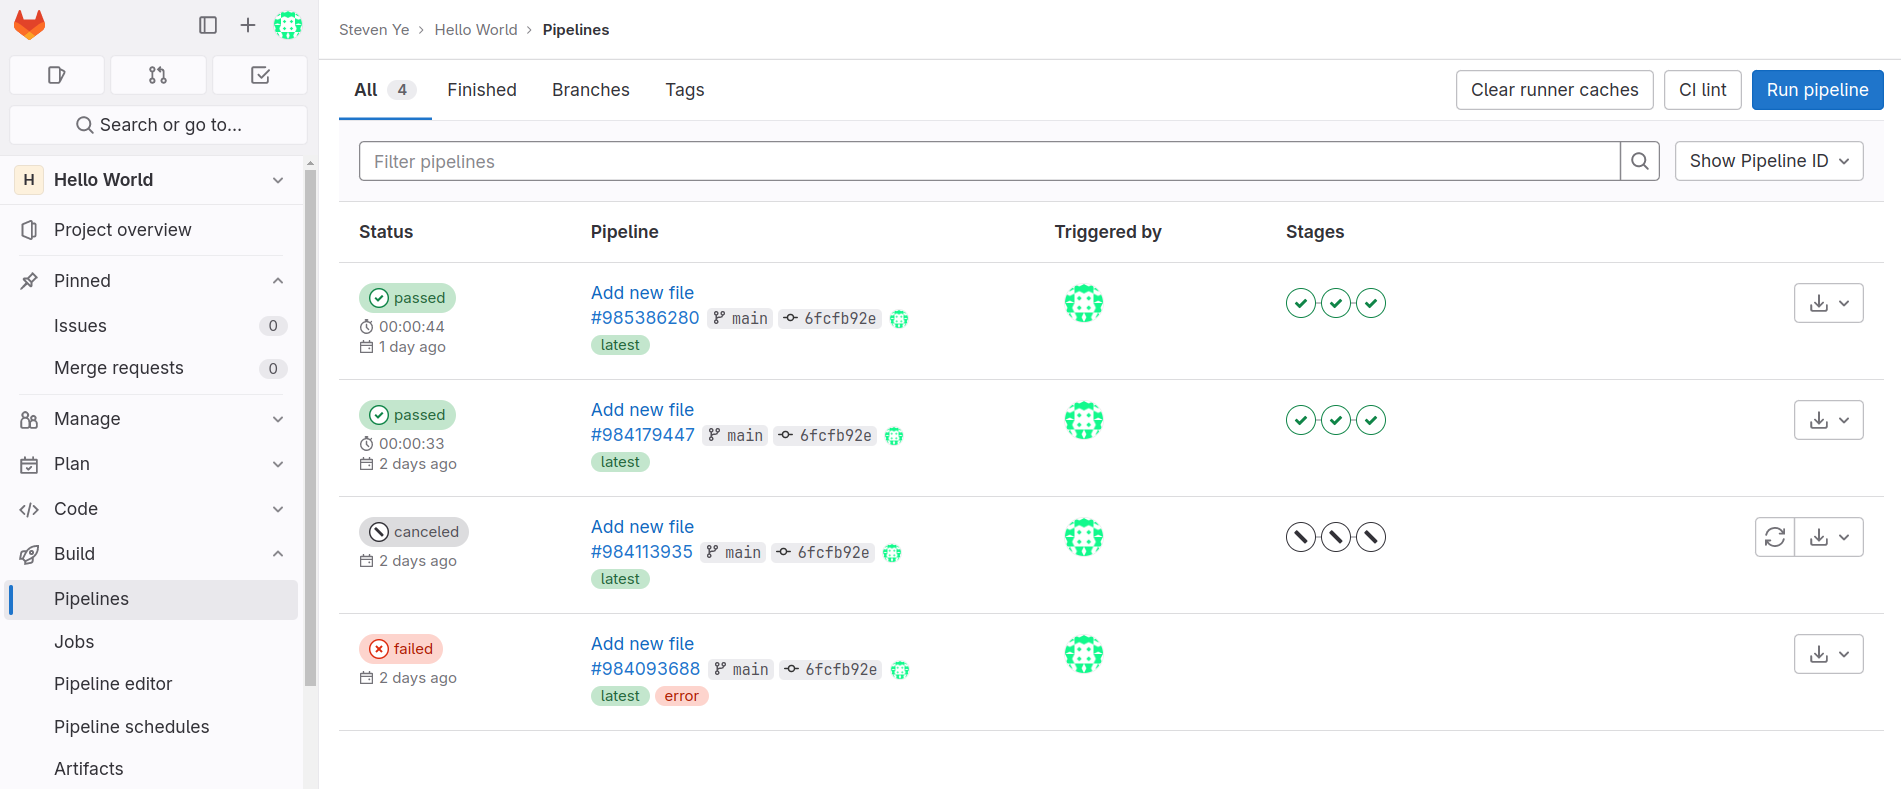 Steven Ye › Hello World › Pipelines
Search or go to...
H Hello World
Project overview
Pinned
Issues 0
Merge requests 0
Manage
Plan
Code
Build
Pipelines
Jobs
Pipeline editor
Pipeline schedules
Artifacts
All 4 Finished Branches Tags
Clear runner caches CI lint Run pipeline
Filter pipelines Show Pipeline ID
Status Pipeline Triggered by Stages
passed
00:00:44
1 day ago
Add new file
#985386280 main 6fcfb92e
latest
passed
00:00:33
2 days ago
Add new file
#984179447 main 6fcfb92e
latest
canceled
2 days ago
Add new file
#984113935 main 6fcfb92e
latest
failed
2 days ago
Add new file
#984093688 main 6fcfb92e
latest error